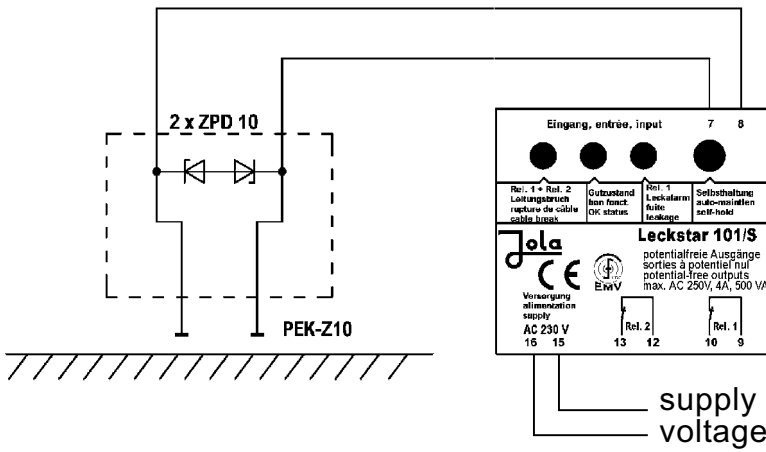 2 x ZPD 10
PEK-Z10
Eingang, entrée, input 7 8
Rel. 1 + Rel. 2
Leitungsbruch
rupture de câble
cable break
Gutzustand
bon fonct.
OK status
Rel. 1
Leckalarm
fuite
leakage
Selbsthaltung
auto-maintien
self-hold
Jola
Leckstar 101/S
CE
EMV
potentialfreie Ausgänge
sorties à potentiel nul
potential-free outputs
max. AC 250V, 4A, 500 VA
Versorgung
alimentation
supply
AC 230 V
16 15
Rel. 2
13 12
Rel. 1
10 9
supply
voltage